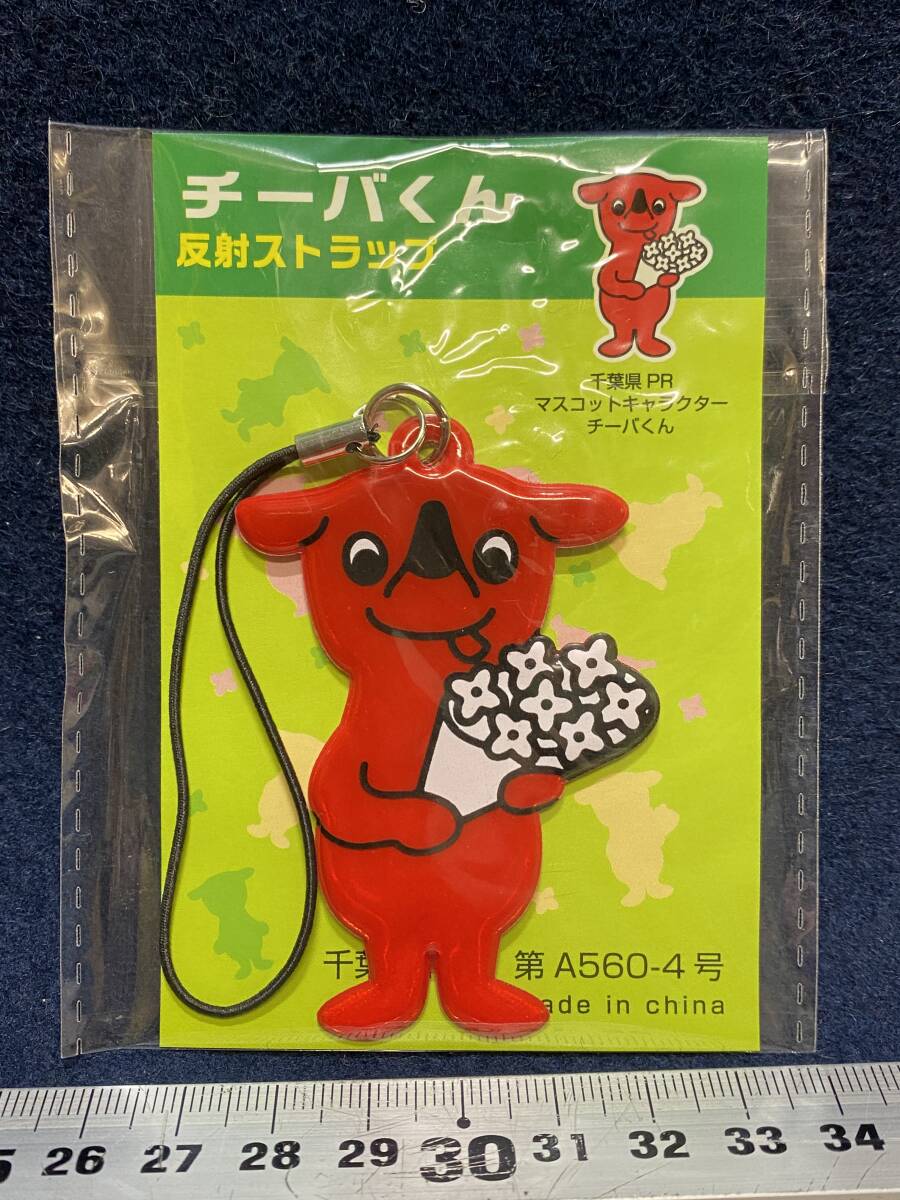 チーバくん
反射ストラップ
千葉県 PR
マスコットキャラクター
チーバくん
千葉 第 A560-4 号
made in china
26 27 28 29 30 31 32 33 34